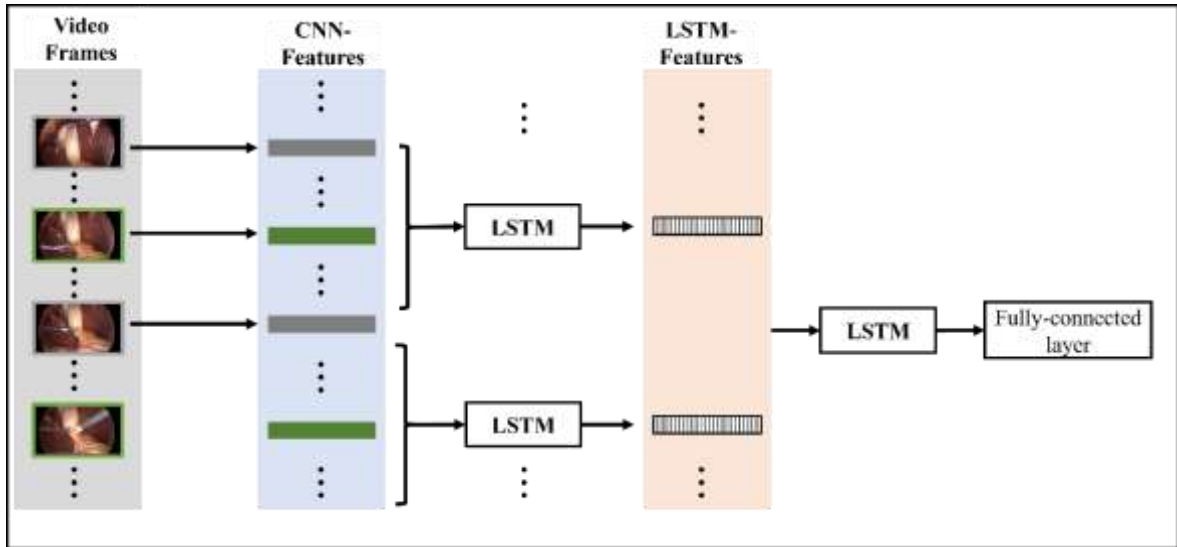 Video
Frames
CNN-
Features
LSTM-
Features
LSTM
LSTM
Fully-connected
layer
LSTM